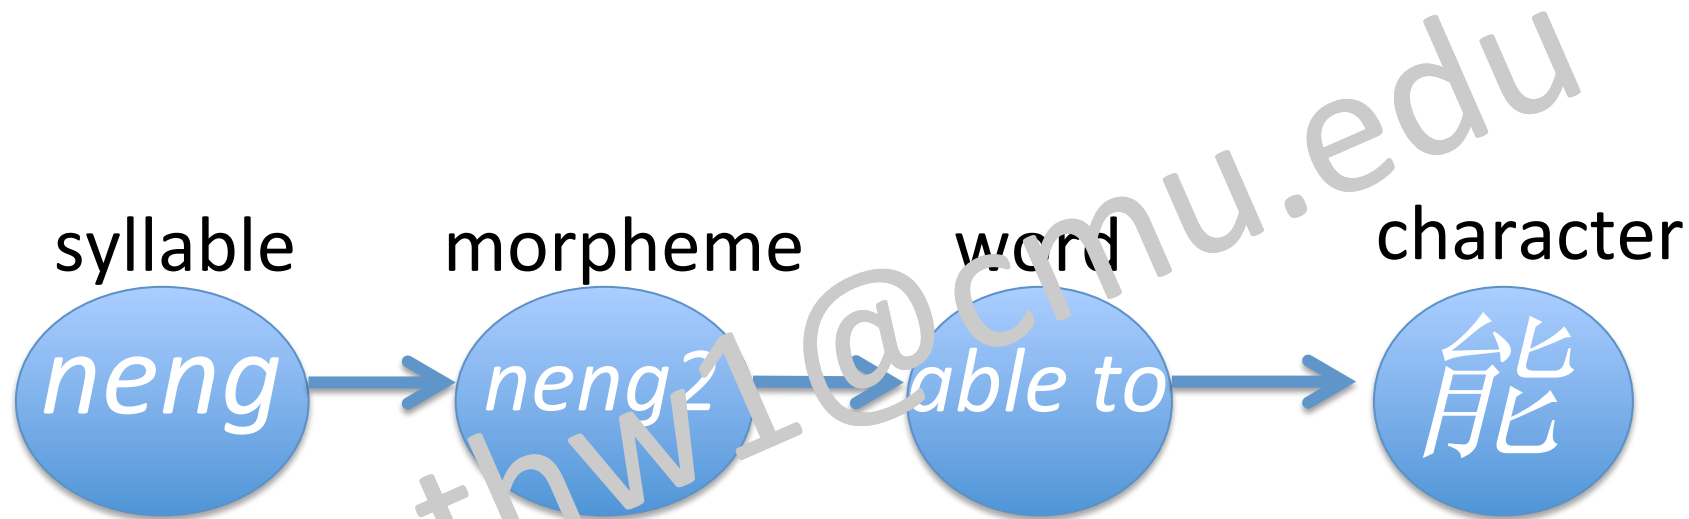 syllable morpheme word character
neng neng2 able to 能
thw1@cmu.edu